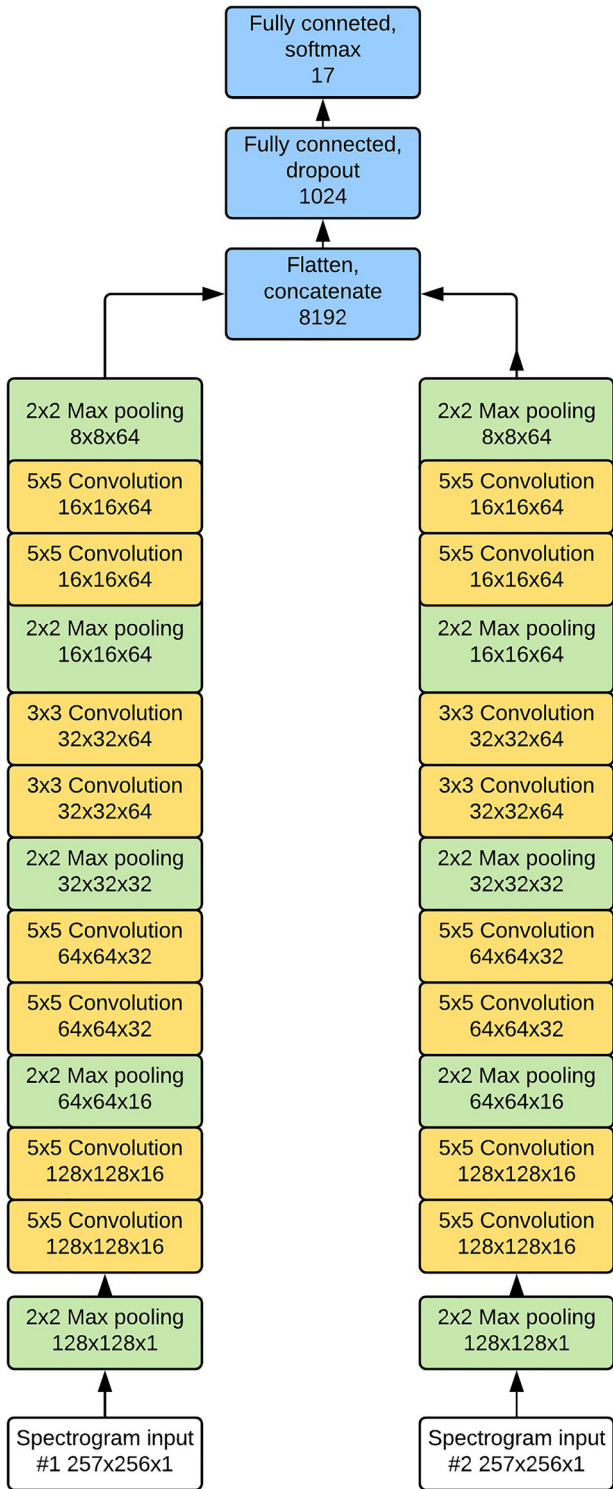 Fully conneted,
softmax
17
Fully connected,
dropout
1024
Flatten,
concatenate
8192
2x2 Max pooling
8x8x64
5x5 Convolution
16x16x64
5x5 Convolution
16x16x64
2x2 Max pooling
16x16x64
3x3 Convolution
32x32x64
3x3 Convolution
32x32x64
2x2 Max pooling
32x32x32
5x5 Convolution
64x64x32
5x5 Convolution
64x64x32
2x2 Max pooling
64x64x16
5x5 Convolution
128x128x16
5x5 Convolution
128x128x16
2x2 Max pooling
128x128x1
Spectrogram input
#1 257x256x1
2x2 Max pooling
8x8x64
5x5 Convolution
16x16x64
5x5 Convolution
16x16x64
2x2 Max pooling
16x16x64
3x3 Convolution
32x32x64
3x3 Convolution
32x32x64
2x2 Max pooling
32x32x32
5x5 Convolution
64x64x32
5x5 Convolution
64x64x32
2x2 Max pooling
64x64x16
5x5 Convolution
128x128x16
5x5 Convolution
128x128x16
2x2 Max pooling
128x128x1
Spectrogram input
#2 257x256x1